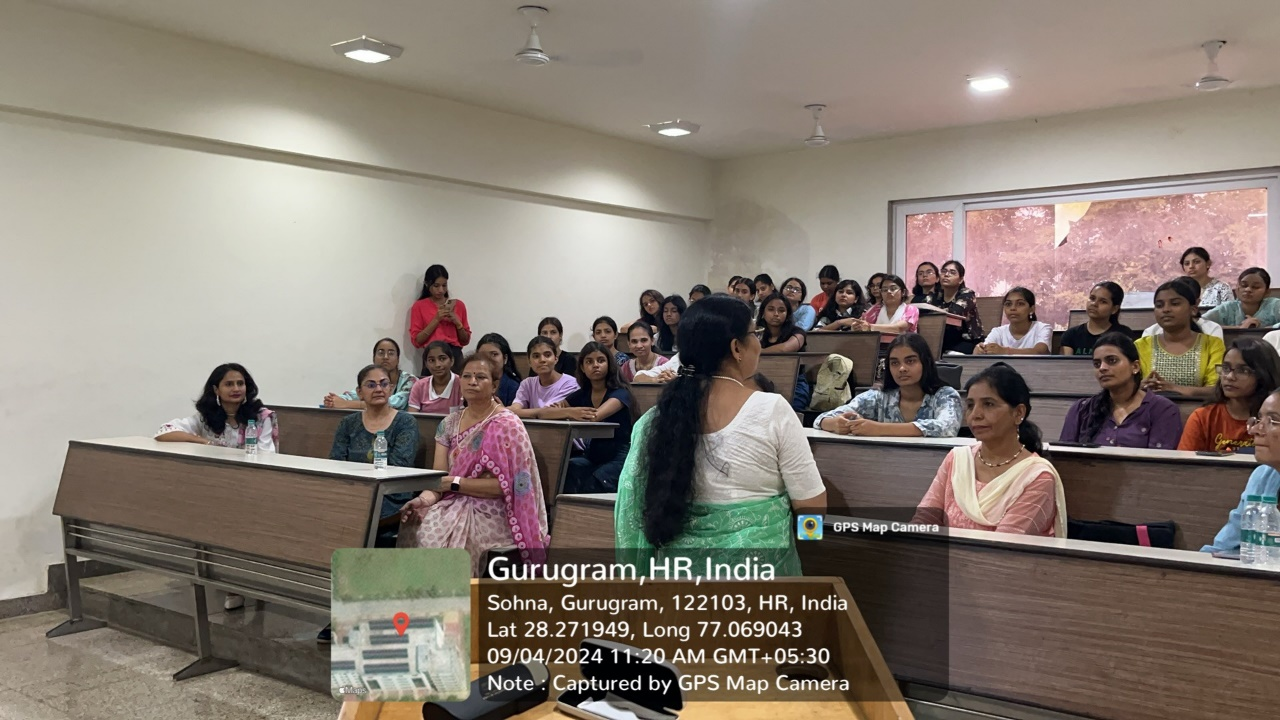 GPS Map Camera
Gurugram,HR,India
Sohna, Gurugram, 122103, HR, India
Lat 28.271949, Long 77.069043
09/04/2024 11:20 AM GMT+05:30
Note : Captured by GPS Map Camera
Maps